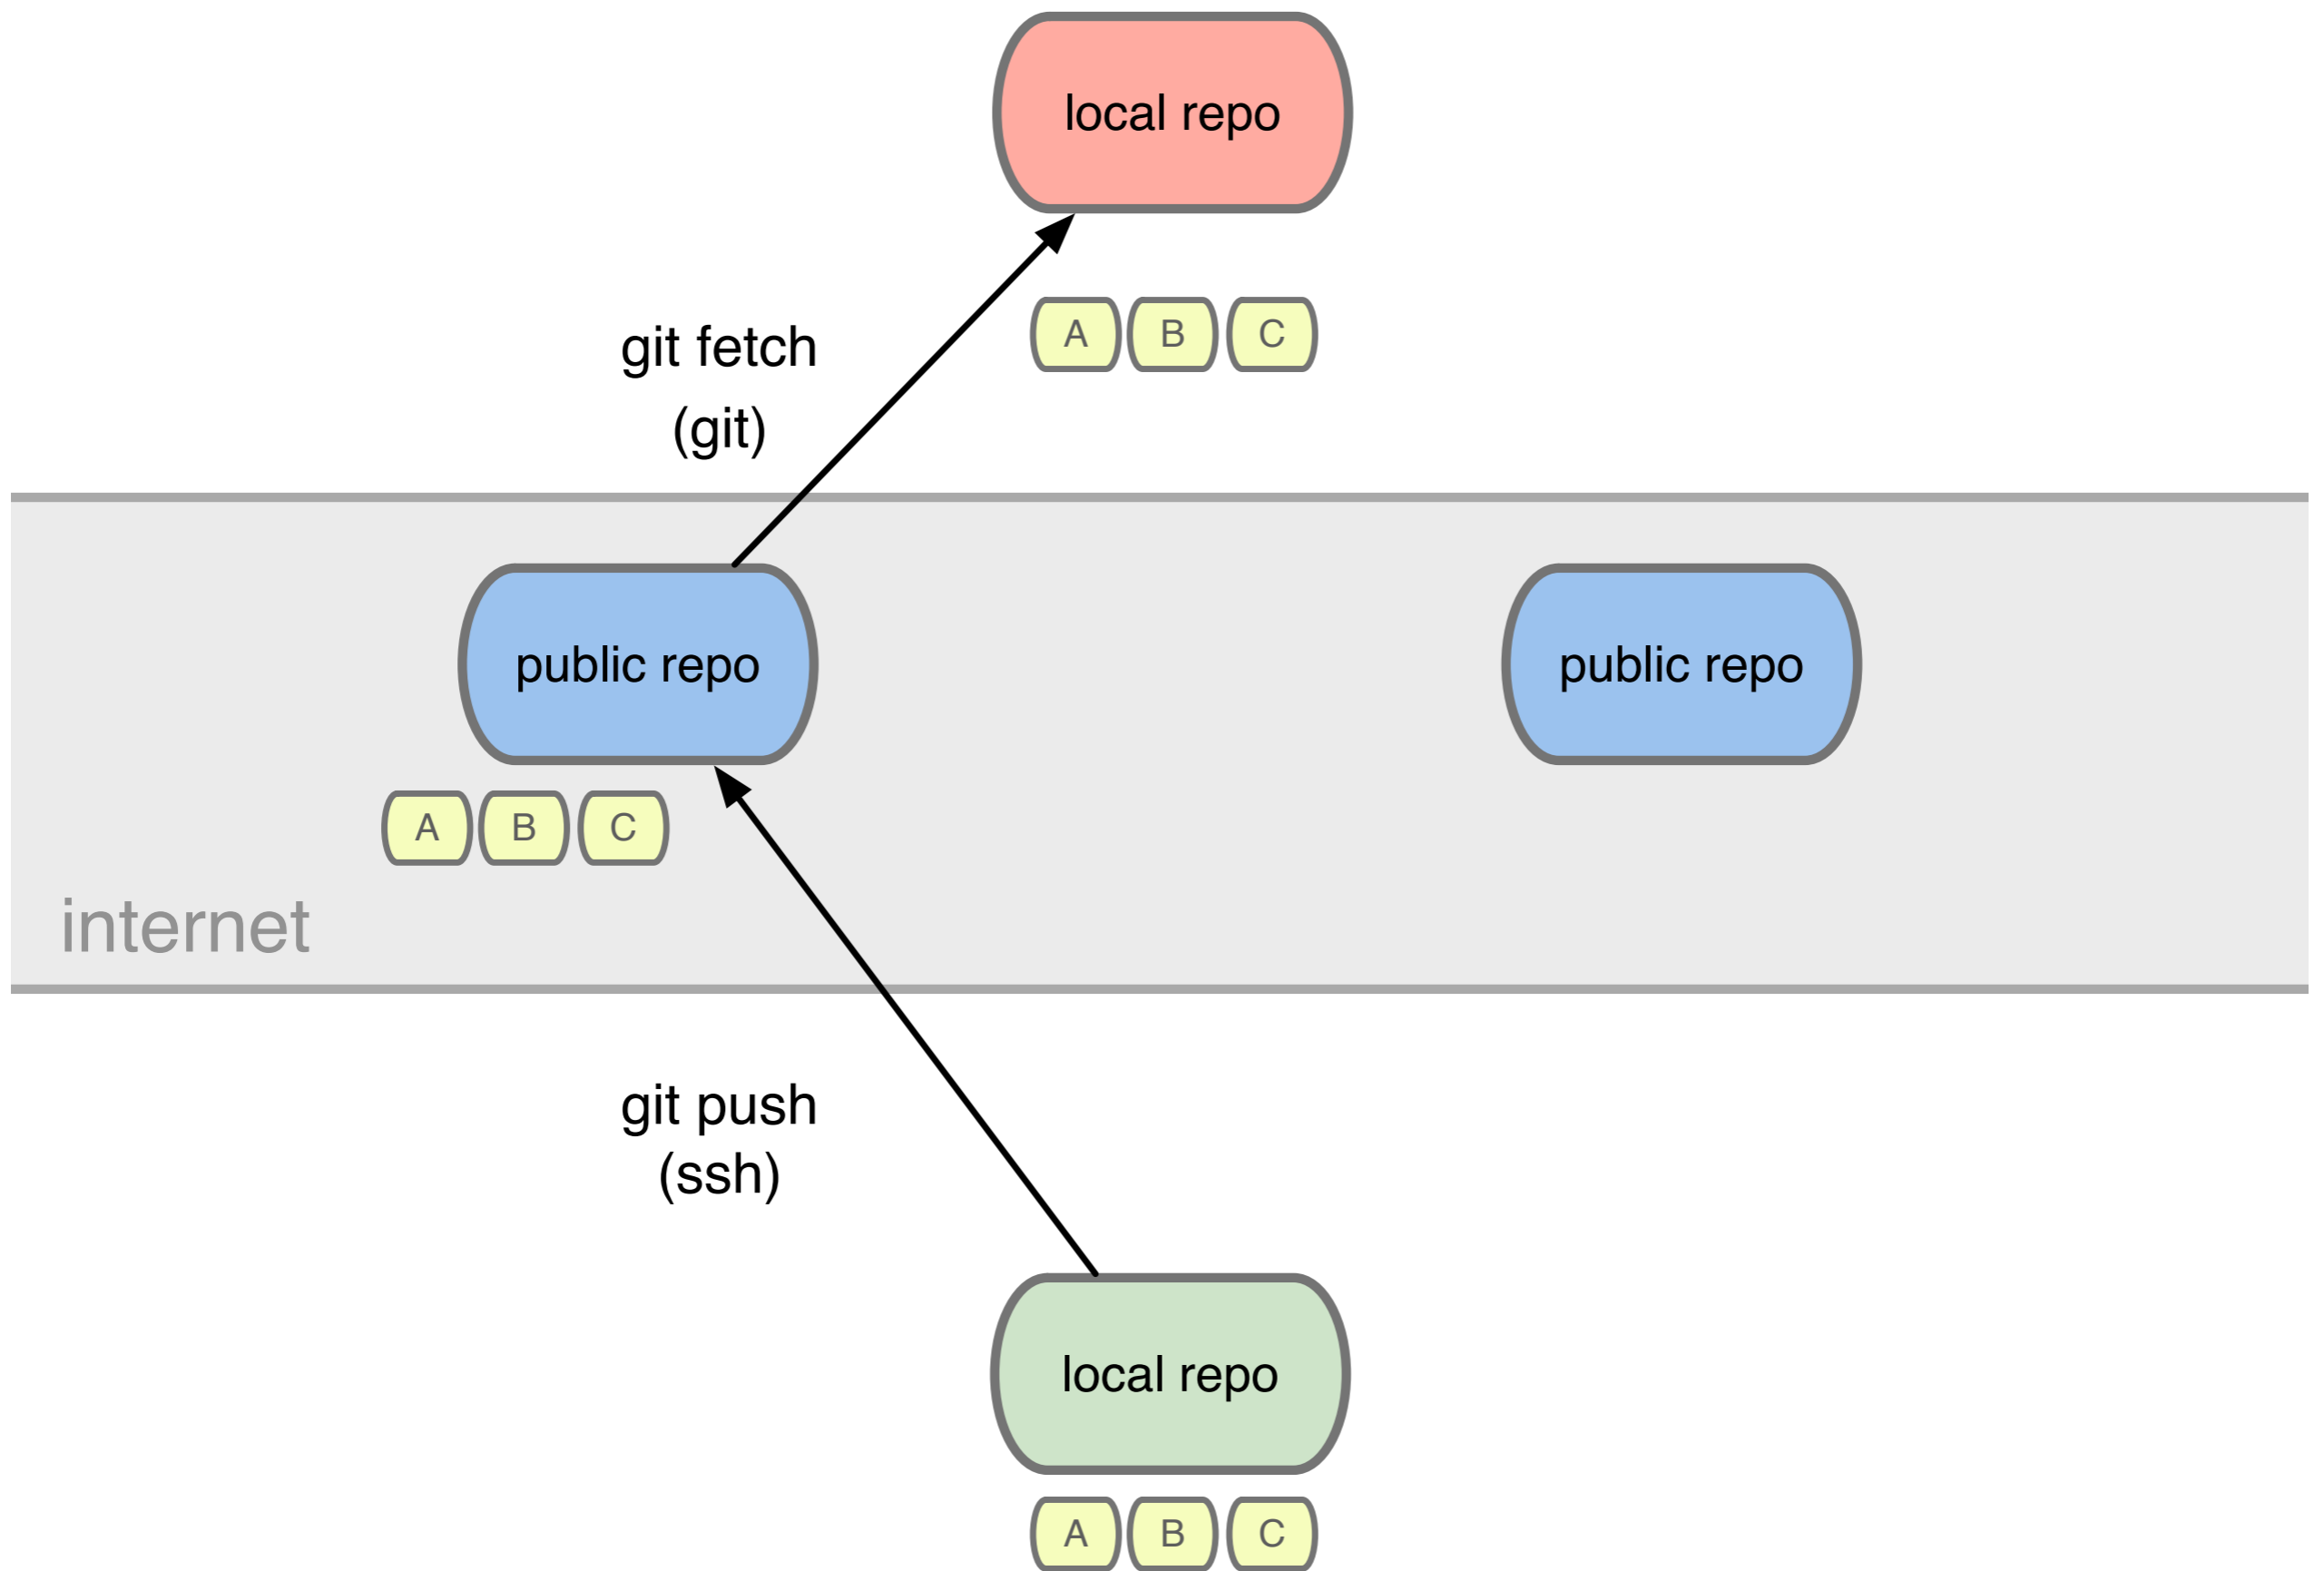 local repo
A B C
git fetch
(git)
public repo
public repo
A B C
internet
git push
(ssh)
local repo
A B C